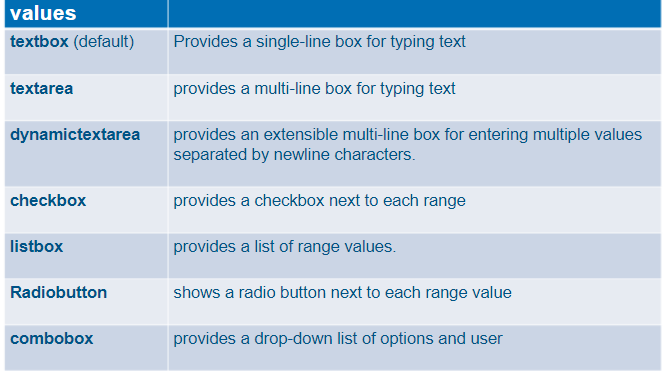 values
textbox (default) Provides a single-line box for typing text
textarea provides a multi-line box for typing text
dynamictextarea provides an extensible multi-line box for entering multiple values
separated by newline characters.
checkbox provides a checkbox next to each range
listbox provides a list of range values.
Radiobutton shows a radio button next to each range value
combobox provides a drop-down list of options and user